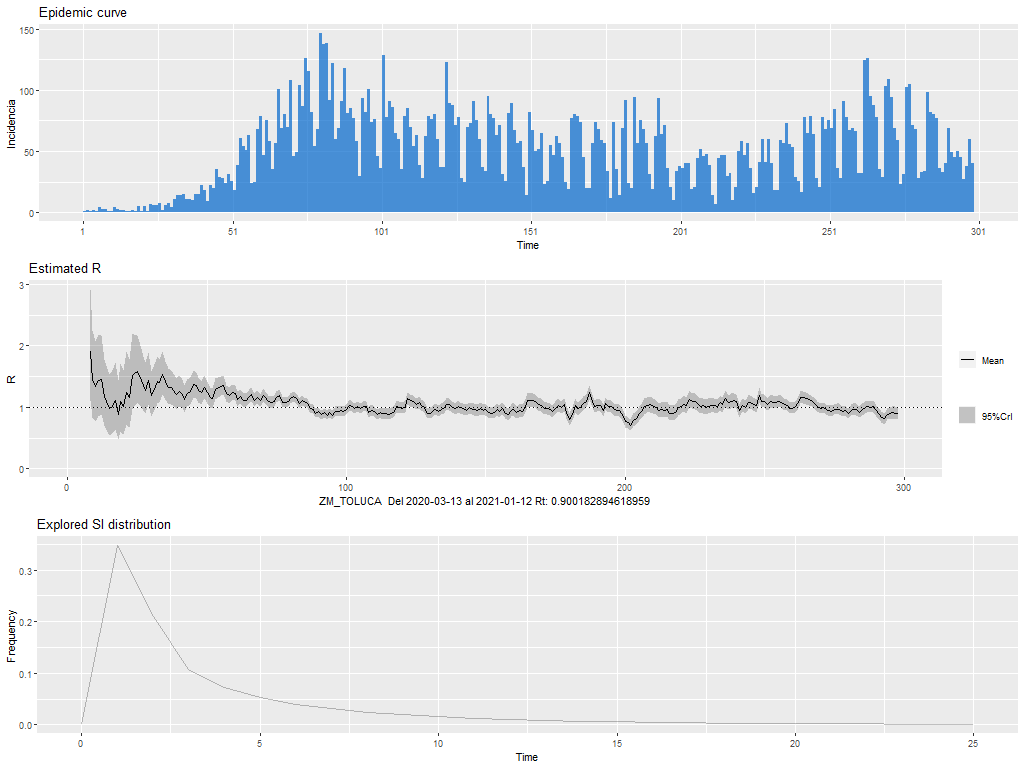 Epidemic curve
150
100
50
0
Incidencia
1
51
101
151
201
251
301
Time
Estimated R
3
2
1
0
R
Mean
95%CrI
0
100
200
300
ZM_TOLUCA Del 2020-03-13 al 2021-01-12 Rt: 0.900182894618959
Explored SI distribution
0.3
0.2
0.1
0.0
Frequency
0
5
10
15
20
25
Time